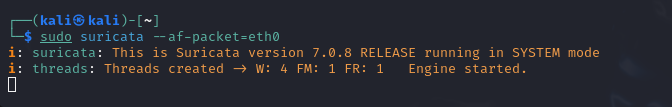 ┌──(kali㉿kali)-[~]
└─$ sudo suricata --af-packet=eth0
i: suricata: This is Suricata version 7.0.8 RELEASE running in SYSTEM mode
i: threads: Threads created -> W: 4 FM: 1 FR: 1   Engine started.